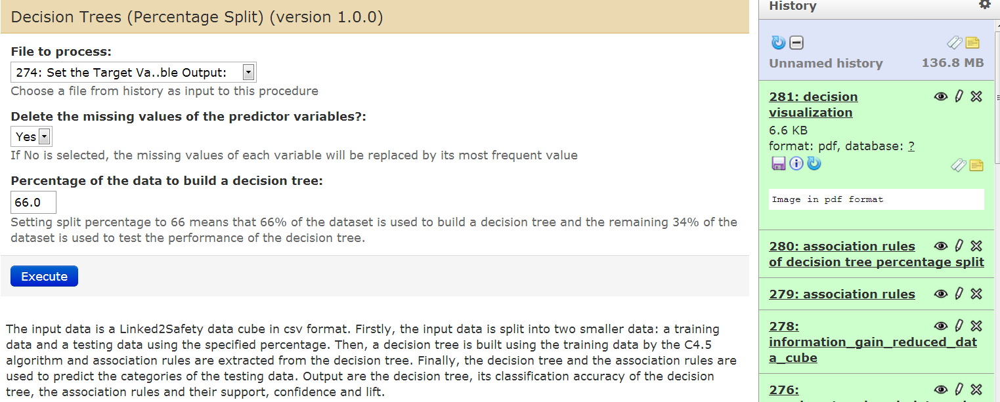 Decision Trees (Percentage Split) (version 1.0.0)
File to process:
274: Set the Target Va..ble Output:
Choose a file from history as input to this procedure
Delete the missing values of the predictor variables?:
Yes
If No is selected, the missing values of each variable will be replaced by its most frequent value
Percentage of the data to build a decision tree:
66.0
Setting split percentage to 66 means that 66% of the dataset is used to build a decision tree and the remaining 34% of the
dataset is used to test the performance of the decision tree.
Execute
The input data is a Linked2Safety data cube in csv format. Firstly, the input data is split into two smaller data: a training
data and a testing data using the specified percentage. Then, a decision tree is built using the training data by the C4.5
algorithm and association rules are extracted from the decision tree. Finally, the decision tree and the association rules are
used to predict the categories of the testing data. Output are the decision tree, its classification accuracy of the decision
tree, the association rules and their support, confidence and lift.
History
Unnamed history 136.8 MB
281: decision
visualization
6.6 KB
format: pdf, database: ?
Image in pdf format
280: association rules
of decision tree percentage split
279: association rules
278:
information_gain_reduced_dat
a_cube
276: